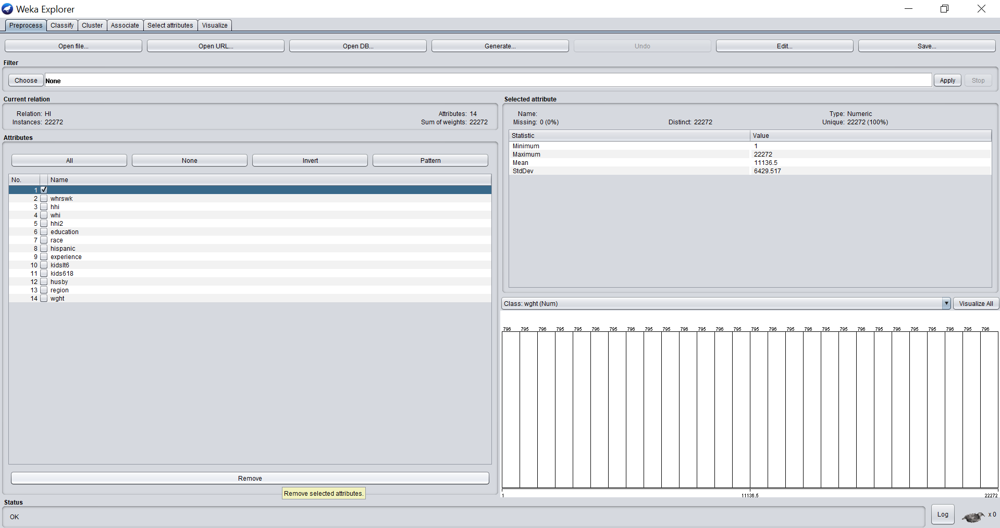 Weka Explorer
Preprocess Classify Cluster Associate Select attributes Visualize
Open file... Open URL... Open DB... Generate... Undo Edit... Save...
Filter
Choose None Apply Stop
Current relation
Relation: HI Attributes: 14
Instances: 22272 Sum of weights: 22272
Attributes
All None Invert Pattern
No. Name
1
2 whrswk
3 hhi
4 whi
5 hhi2
6 education
7 race
8 hispanic
9 experience
10 kidslt6
11 kids618
12 husby
13 region
14 wght
Remove
Remove selected attributes.
Selected attribute
Name: Type: Numeric
Missing: 0 (0%) Distinct: 22272 Unique: 22272 (100%)
Statistic Value
Minimum 1
Maximum 22272
Mean 11136.5
StdDev 6429.517
Class: wght (Num) Visualize All
796 795 796 795 795 796 795 796 795 795 796 795 796 795 795 796 795 796 795 795 796 795 796 795 795 796 795 796
1 11136.5 22272
Status
OK Log x 0